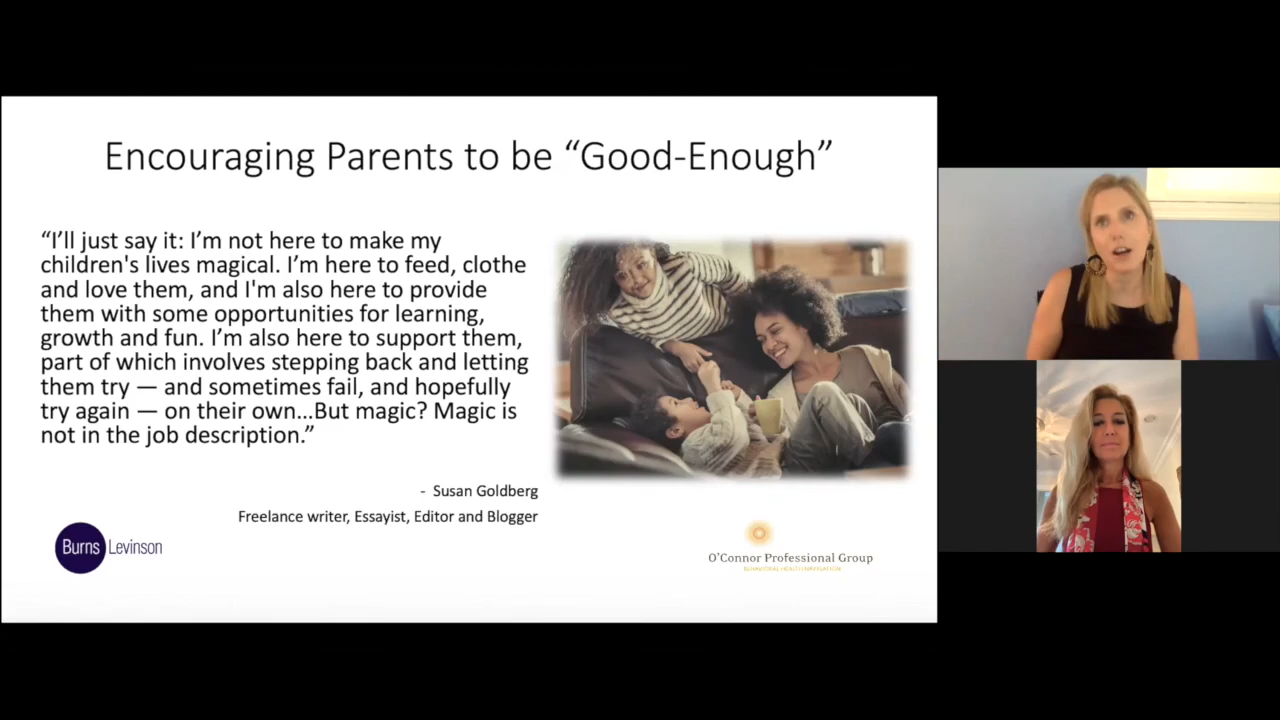 Encouraging Parents to be “Good-Enough”
“I’ll just say it: I’m not here to make my
children's lives magical. I’m here to feed, clothe
and love them, and I'm also here to provide
them with some opportunities for learning,
growth and fun. I’m also here to support them,
part of which involves stepping back and letting
them try — and sometimes fail, and hopefully
try again — on their own...But magic? Magic is
not in the job description.”
- Susan Goldberg
Freelance writer, Essayist, Editor and Blogger
Burns Levinson
O’Connor Professional Group
BEHAVIORAL HEALTH NAVIGATION